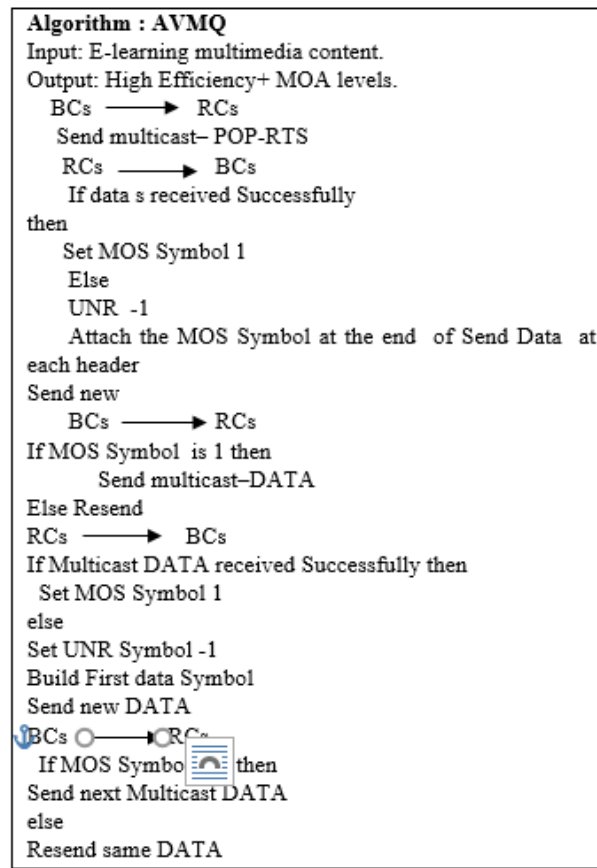 Algorithm : AVMQ
Input: E-learning multimedia content.
Output: High Efficiency+ MOA levels.
BCs → RCs
Send multicast– POP-RTS
RCs → BCs
If data s received Successfully
then
Set MOS Symbol 1
Else
UNR -1
Attach the MOS Symbol at the end of Send Data at
each header
Send new
BCs → RCs
If MOS Symbol is 1 then
Send multicast–DATA
Else Resend
RCs → BCs
If Multicast DATA received Successfully then
Set MOS Symbol 1
else
Set UNR Symbol -1
Build First data Symbol
Send new DATA
BCs → RCs
If MOS then
Send next Multicast DATA
else
Resend same DATA